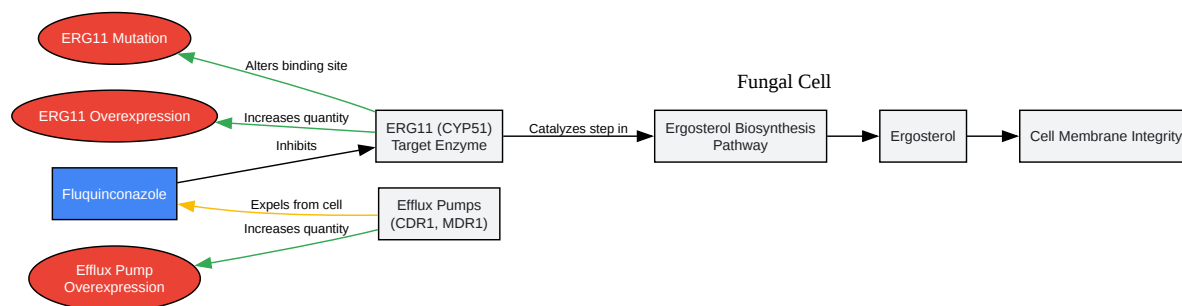 ERG11 Mutation
Alters binding site
Fungal Cell
ERG11 Overexpression
Increases quantity
ERG11 (CYP51)
Target Enzyme
Catalyzes step in
Ergosterol Biosynthesis
Pathway
Ergosterol
Cell Membrane Integrity
Inhibits
Fluquinconazole
Expels from cell
Efflux Pumps
(CDR1, MDR1)
Increases quantity
Efflux Pump
Overexpression